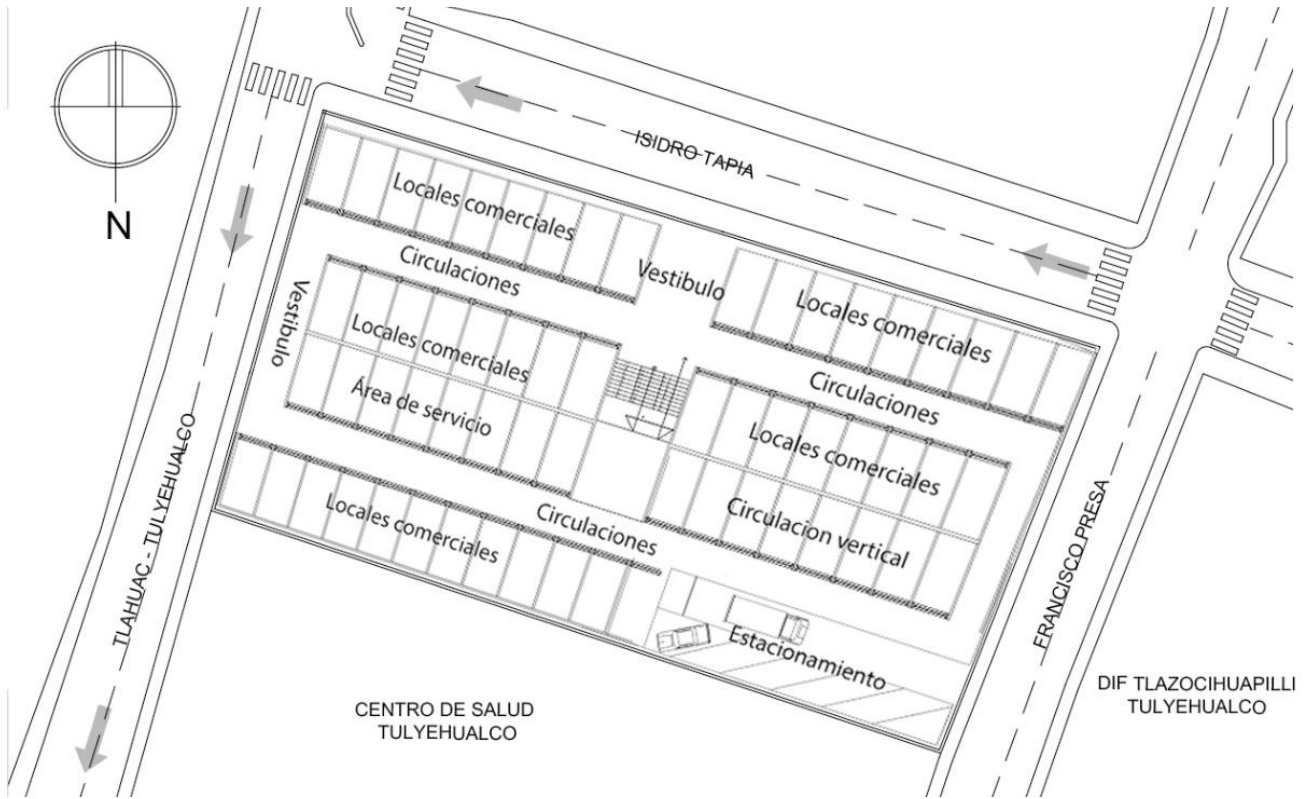 ISIDRO TAPIA
N
Locales comerciales
Circulaciones
Vestibulo
Locales comerciales
Vestibulo
Locales comerciales
Circulaciones
Área de servicio
Locales comerciales
Locales comerciales
Circulaciones
Circulacion vertical
Estacionamiento
TLAHUAC - TULYEHUALCO
FRANCISCO PRESA
CENTRO DE SALUD
TULYEHUALCO
DIF TLAZOCIHUAPILLI
TULYEHUALCO